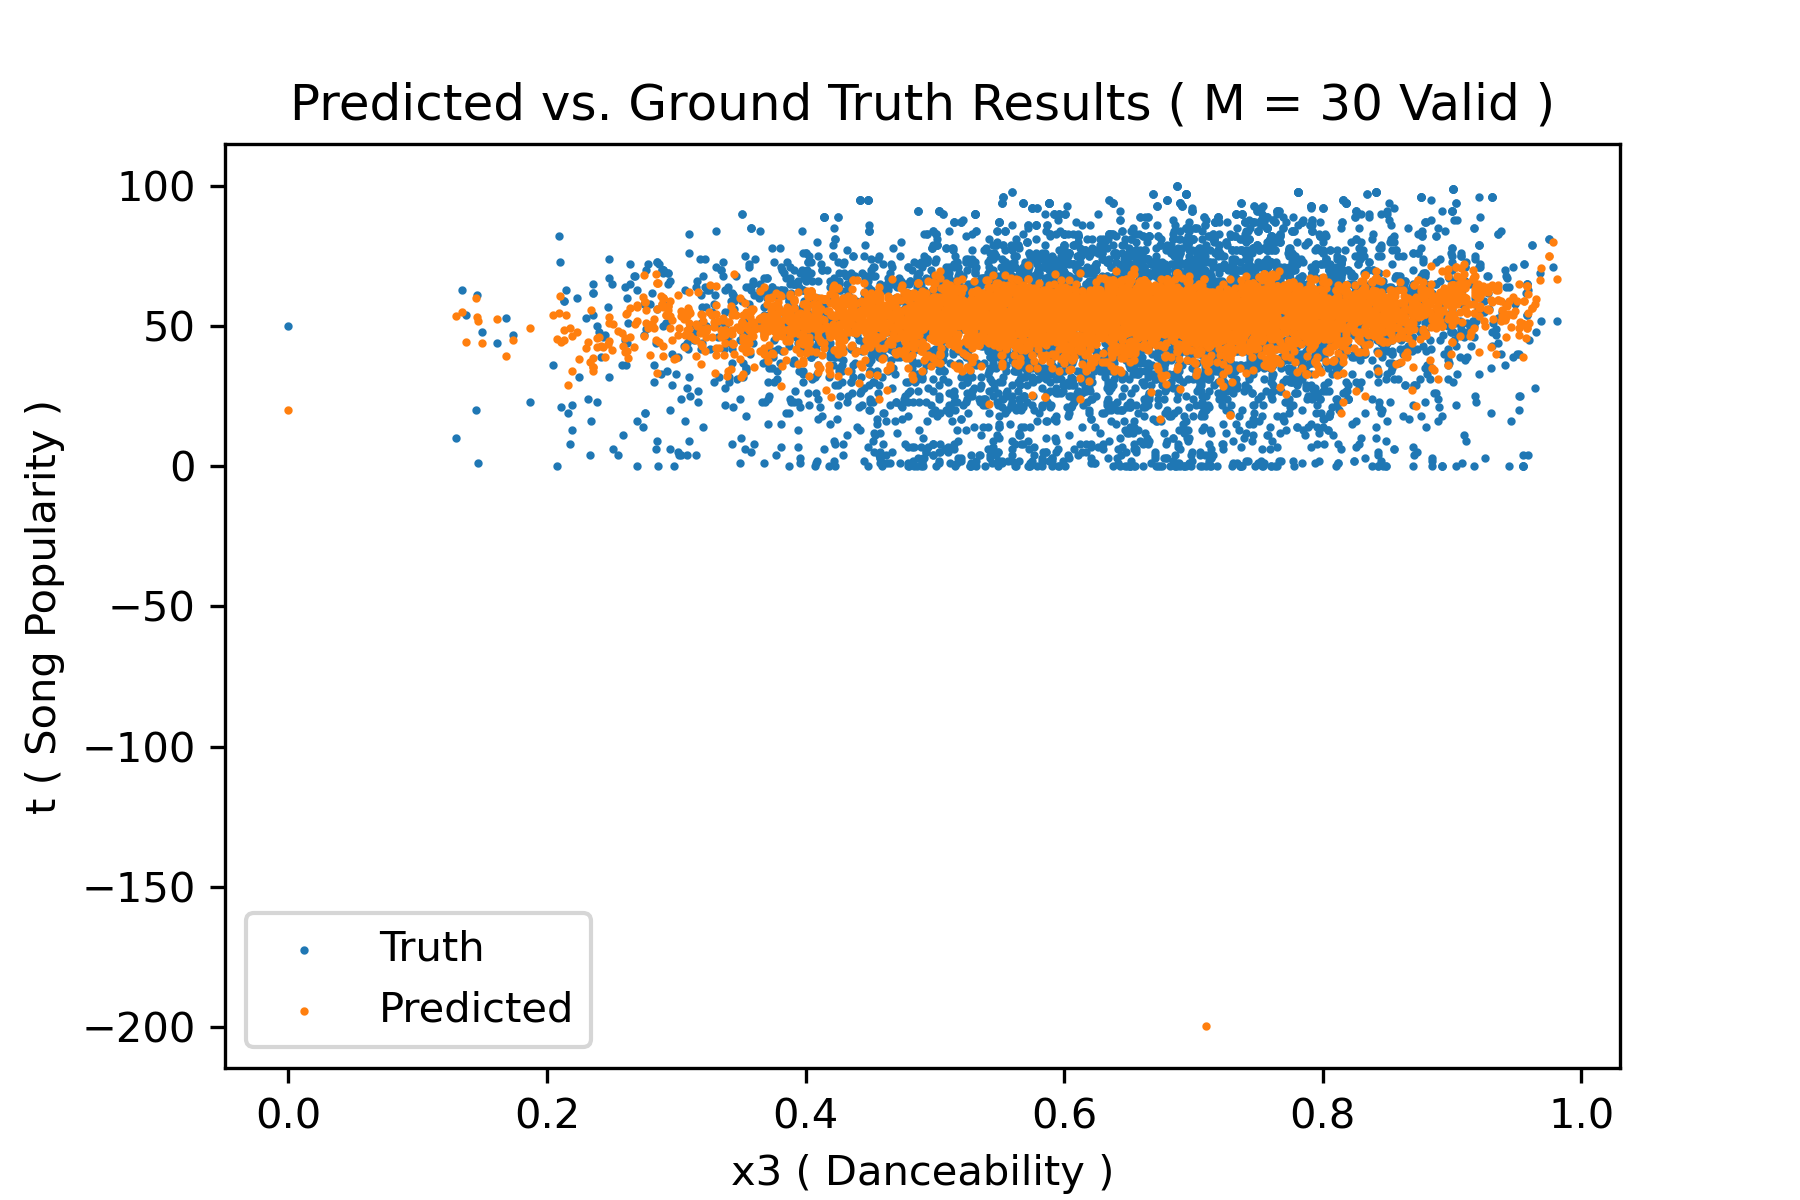 Predicted vs. Ground Truth Results ( M = 30 Valid )
t ( Song Popularity )
100
50
0
−50
−100
−150
−200
Truth
Predicted
0.0 0.2 0.4 0.6 0.8 1.0
x3 ( Danceability )